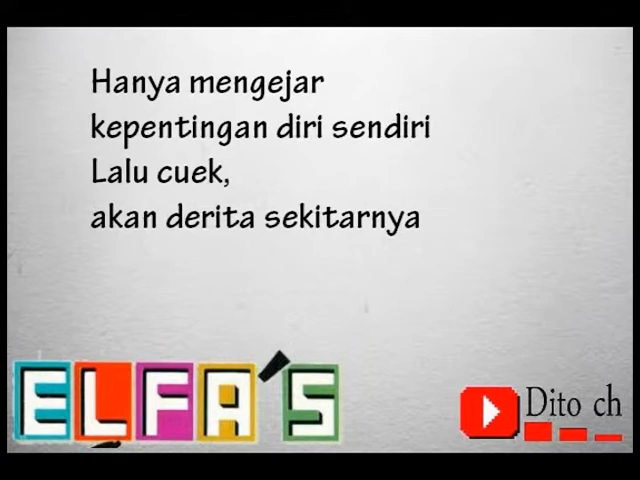 Hanya mengejar
kepentingan diri sendiri
Lalu cuek,
akan derita sekitarnya
ELFA'S
Dito ch